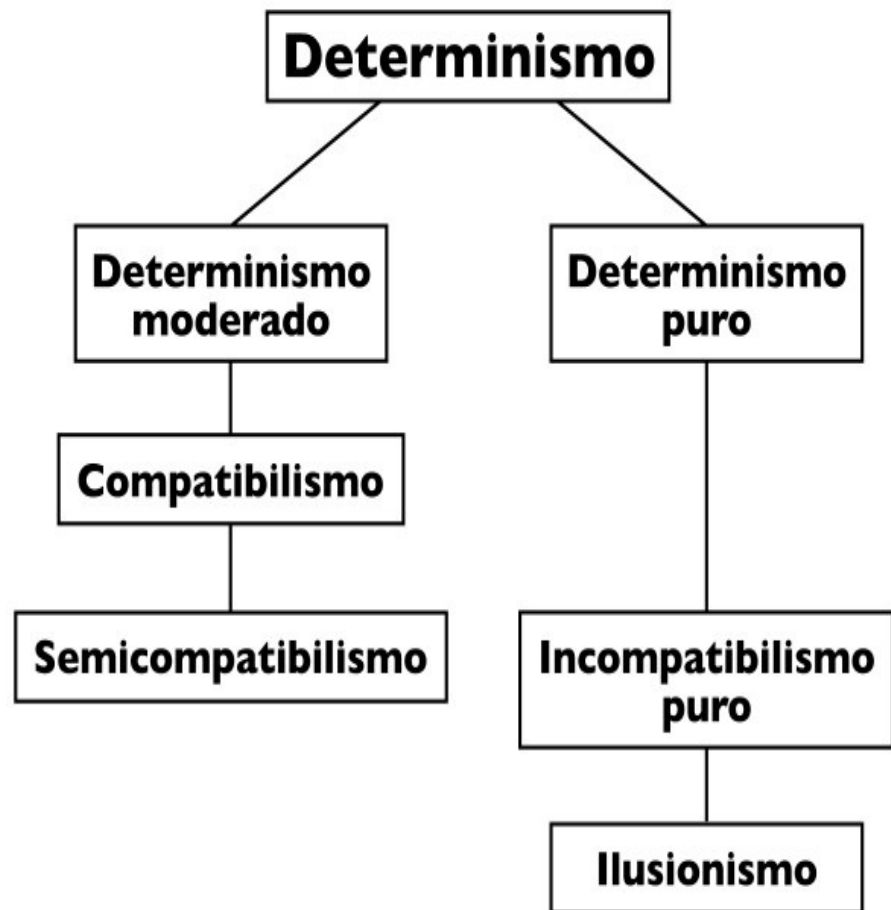 Determinismo
Determinismo
moderado
Determinismo
puro
Compatibilismo
Semicompatibilismo
Incompatibilismo
puro
Ilusionismo